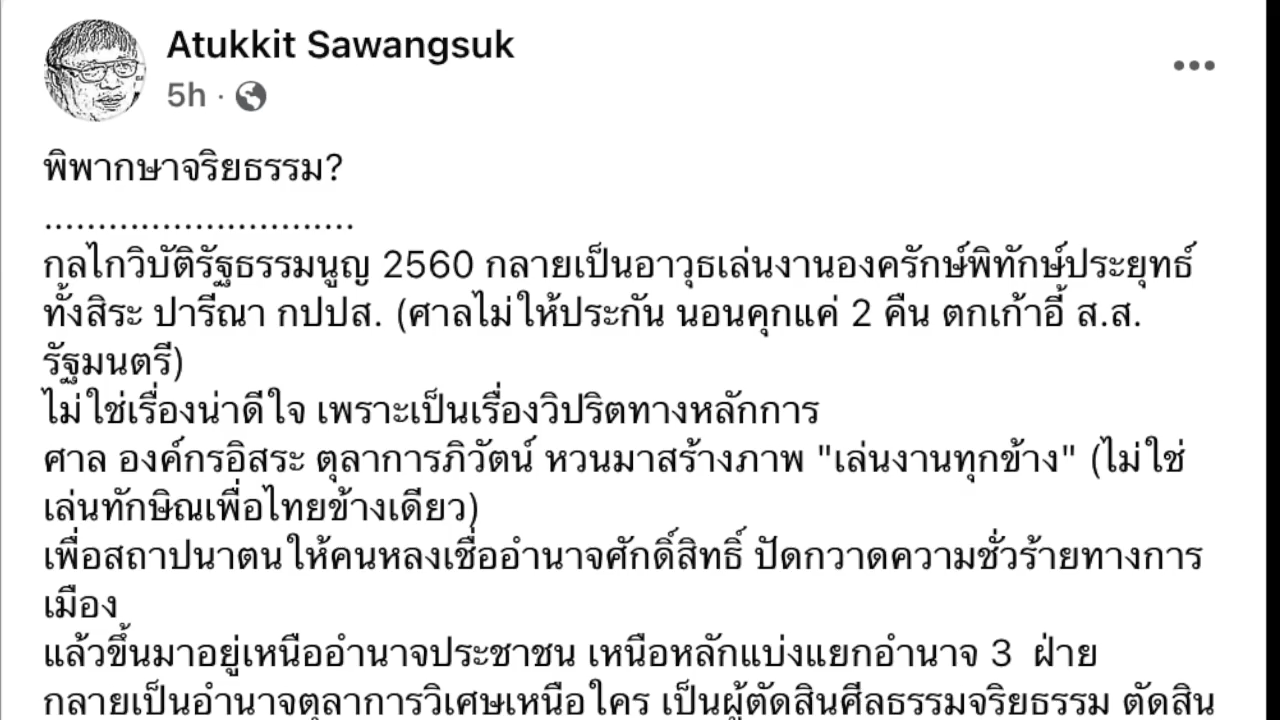 Atukkit Sawangsuk
5h ·
พิพากษาจริยธรรม?
.............................
กลไกวิบัติรัฐธรรมนูญ 2560 กลายเป็นอาวุธเล่นงานองครักษ์พิทักษ์ประยุทธ์
ทั้งสิระ ปารีณา กปปส. (ศาลไม่ให้ประกัน นอนคุกแค่ 2 คืน ตกเก้าอี้ ส.ส.
รัฐมนตรี)
ไม่ใช่เรื่องน่าดีใจ เพราะเป็นเรื่องวิปริตทางหลักการ
ศาล องค์กรอิสระ ตุลาการภิวัตน์ หวนมาสร้างภาพ "เล่นงานทุกข้าง" (ไม่ใช่
เล่นทักษิณเพื่อไทยข้างเดียว)
เพื่อสถาปนาตนให้คนหลงเชื่ออำนาจศักดิ์สิทธิ์ ปัดกวาดความชั่วร้ายทางการ
เมือง
แล้วขึ้นมาอยู่เหนืออำนาจประชาชน เหนือหลักแบ่งแยกอำนาจ 3  ฝ่าย
กลายเป็นอำนาจตุลาการวิเศษเหนือใคร เป็นผู้ตัดสินศีลธรรมจริยธรรม ตัดสิน